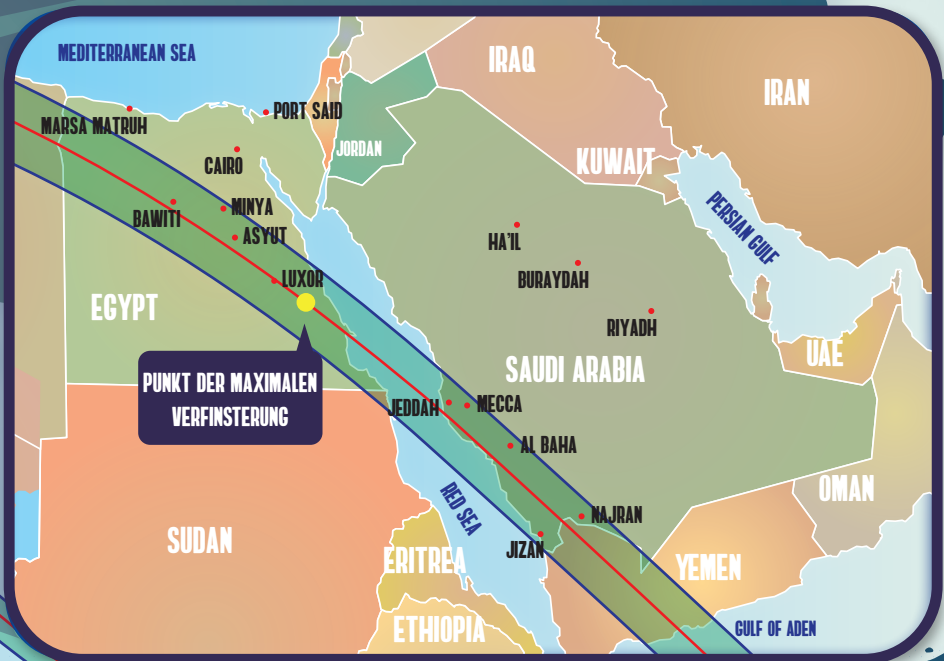 MEDITERRANEAN SEA
IRAQ
IRAN
PORT SAID
MARSA MATRUH
JORDAN
CAIRO
KUWAIT
MINYA
BAWITI
ASYUT
PERSIAN GULF
HA'IL
BURAYDAH
LUXOR
EGYPT
RIYADH
UAE
SAUDI ARABIA
PUNKT DER MAXIMALEN
VERFINSTERUNG
JEDDAH
MECCA
AL BAHA
OMAN
RED SEA
NAJRAN
SUDAN
JIZAN
ERITREA
YEMEN
ETHIOPIA
GULF OF ADEN